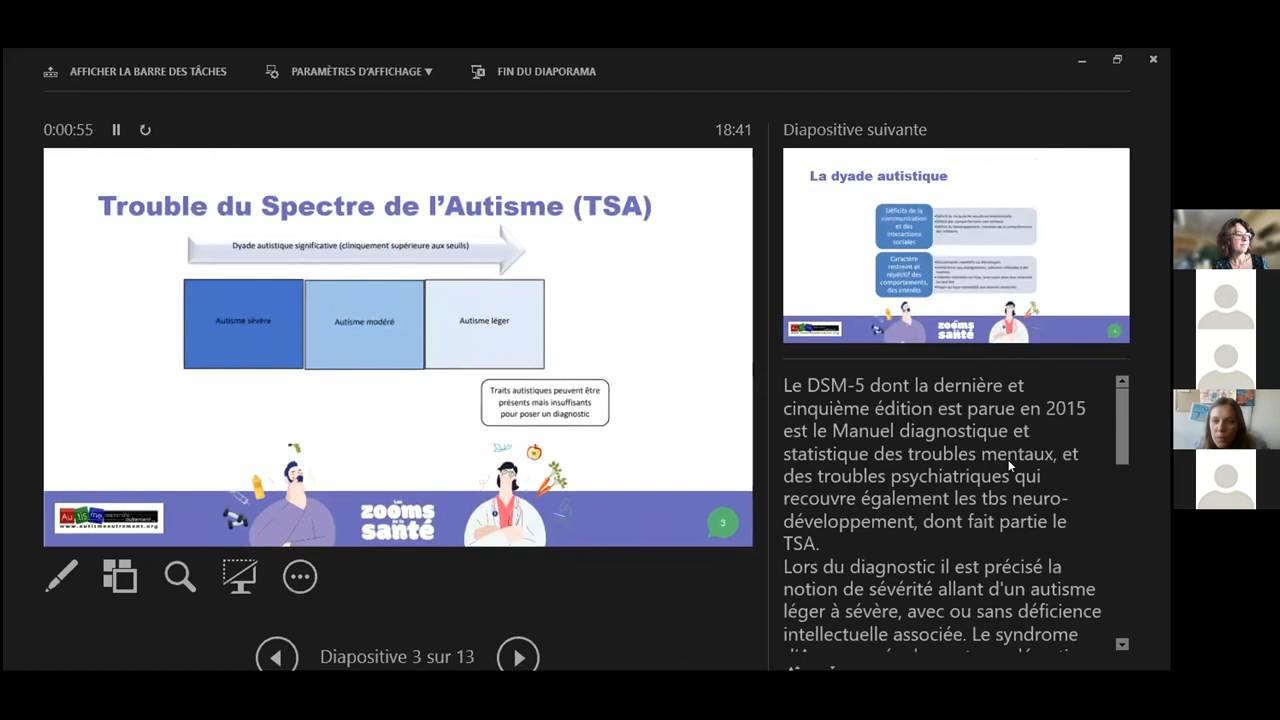 AFFICHER LA BARRE DES TÂCHES
PARAMÈTRES D'AFFICHAGE ▼
FIN DU DIAPORAMA
0:00:55
18:41
Trouble du Spectre de l'Autisme (TSA)
Dyade autistique significative (cliniquement supérieure aux seuils)
Autisme sévère
Autisme modéré
Autisme léger
Traits autistiques peuvent être
présents mais insuffisants
pour poser un diagnostic
Autisme
www.autismeautrement.org
Les
zooms
de la
santé
3
Diapositive 3 sur 13
Diapositive suivante
La dyade autistique
Déficits de la
communication
et des
interactions
sociales
Caractère
restreint et
répétitif des
comportements,
des intérêts
zooms
santé
Le DSM-5 dont la dernière et
cinquième édition est parue en 2015
est le Manuel diagnostique et
statistique des troubles mentaux, et
des troubles psychiatriques qui
recouvre également les tbs neuro-
développement, dont fait partie le
TSA.
Lors du diagnostic il est précisé la
notion de sévérité allant d'un autisme
léger à sévère, avec ou sans déficience
intellectuelle associée. Le syndrome